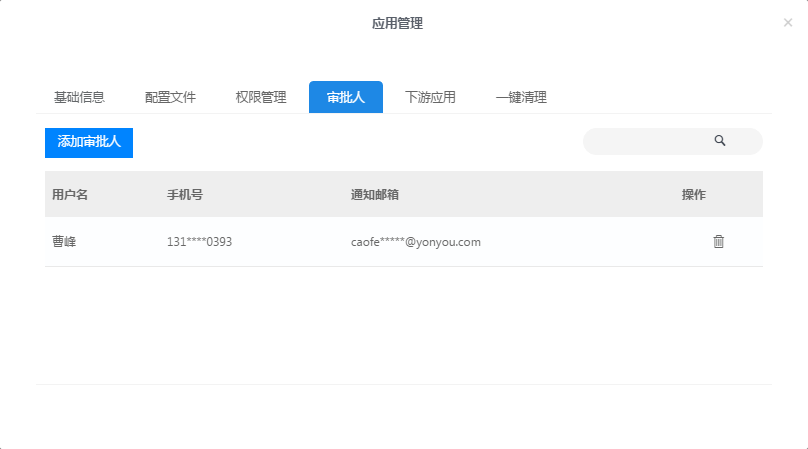 应用管理
×
基础信息 配置文件 权限管理 审批人 下游应用 一键清理
添加审批人
用户名 手机号 通知邮箱 操作
曹峰 131****0393 caofe*****@yonyou.com